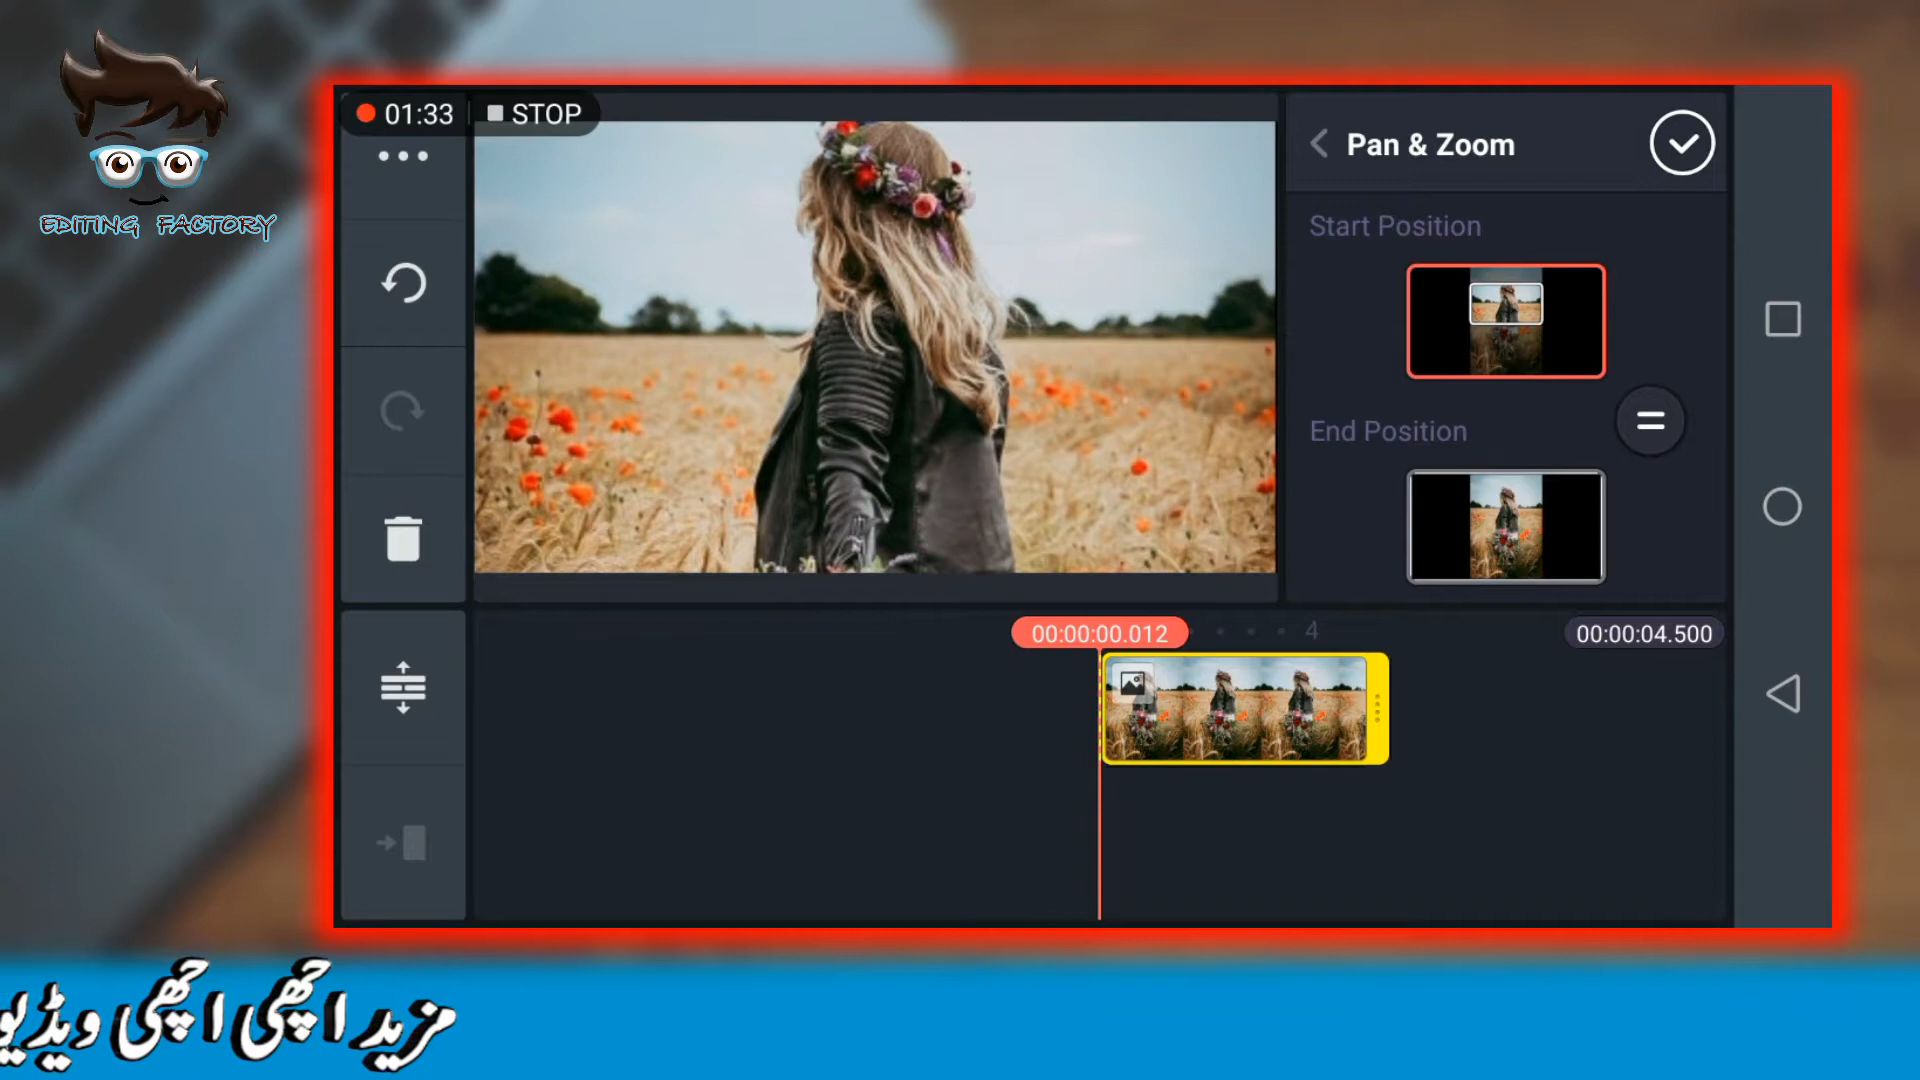 EDITING FACTORY
01:33
STOP
Pan & Zoom
Start Position
End Position
00:00:00.012
4
00:00:04.500
مزید اچھی اچھی ویڈیو